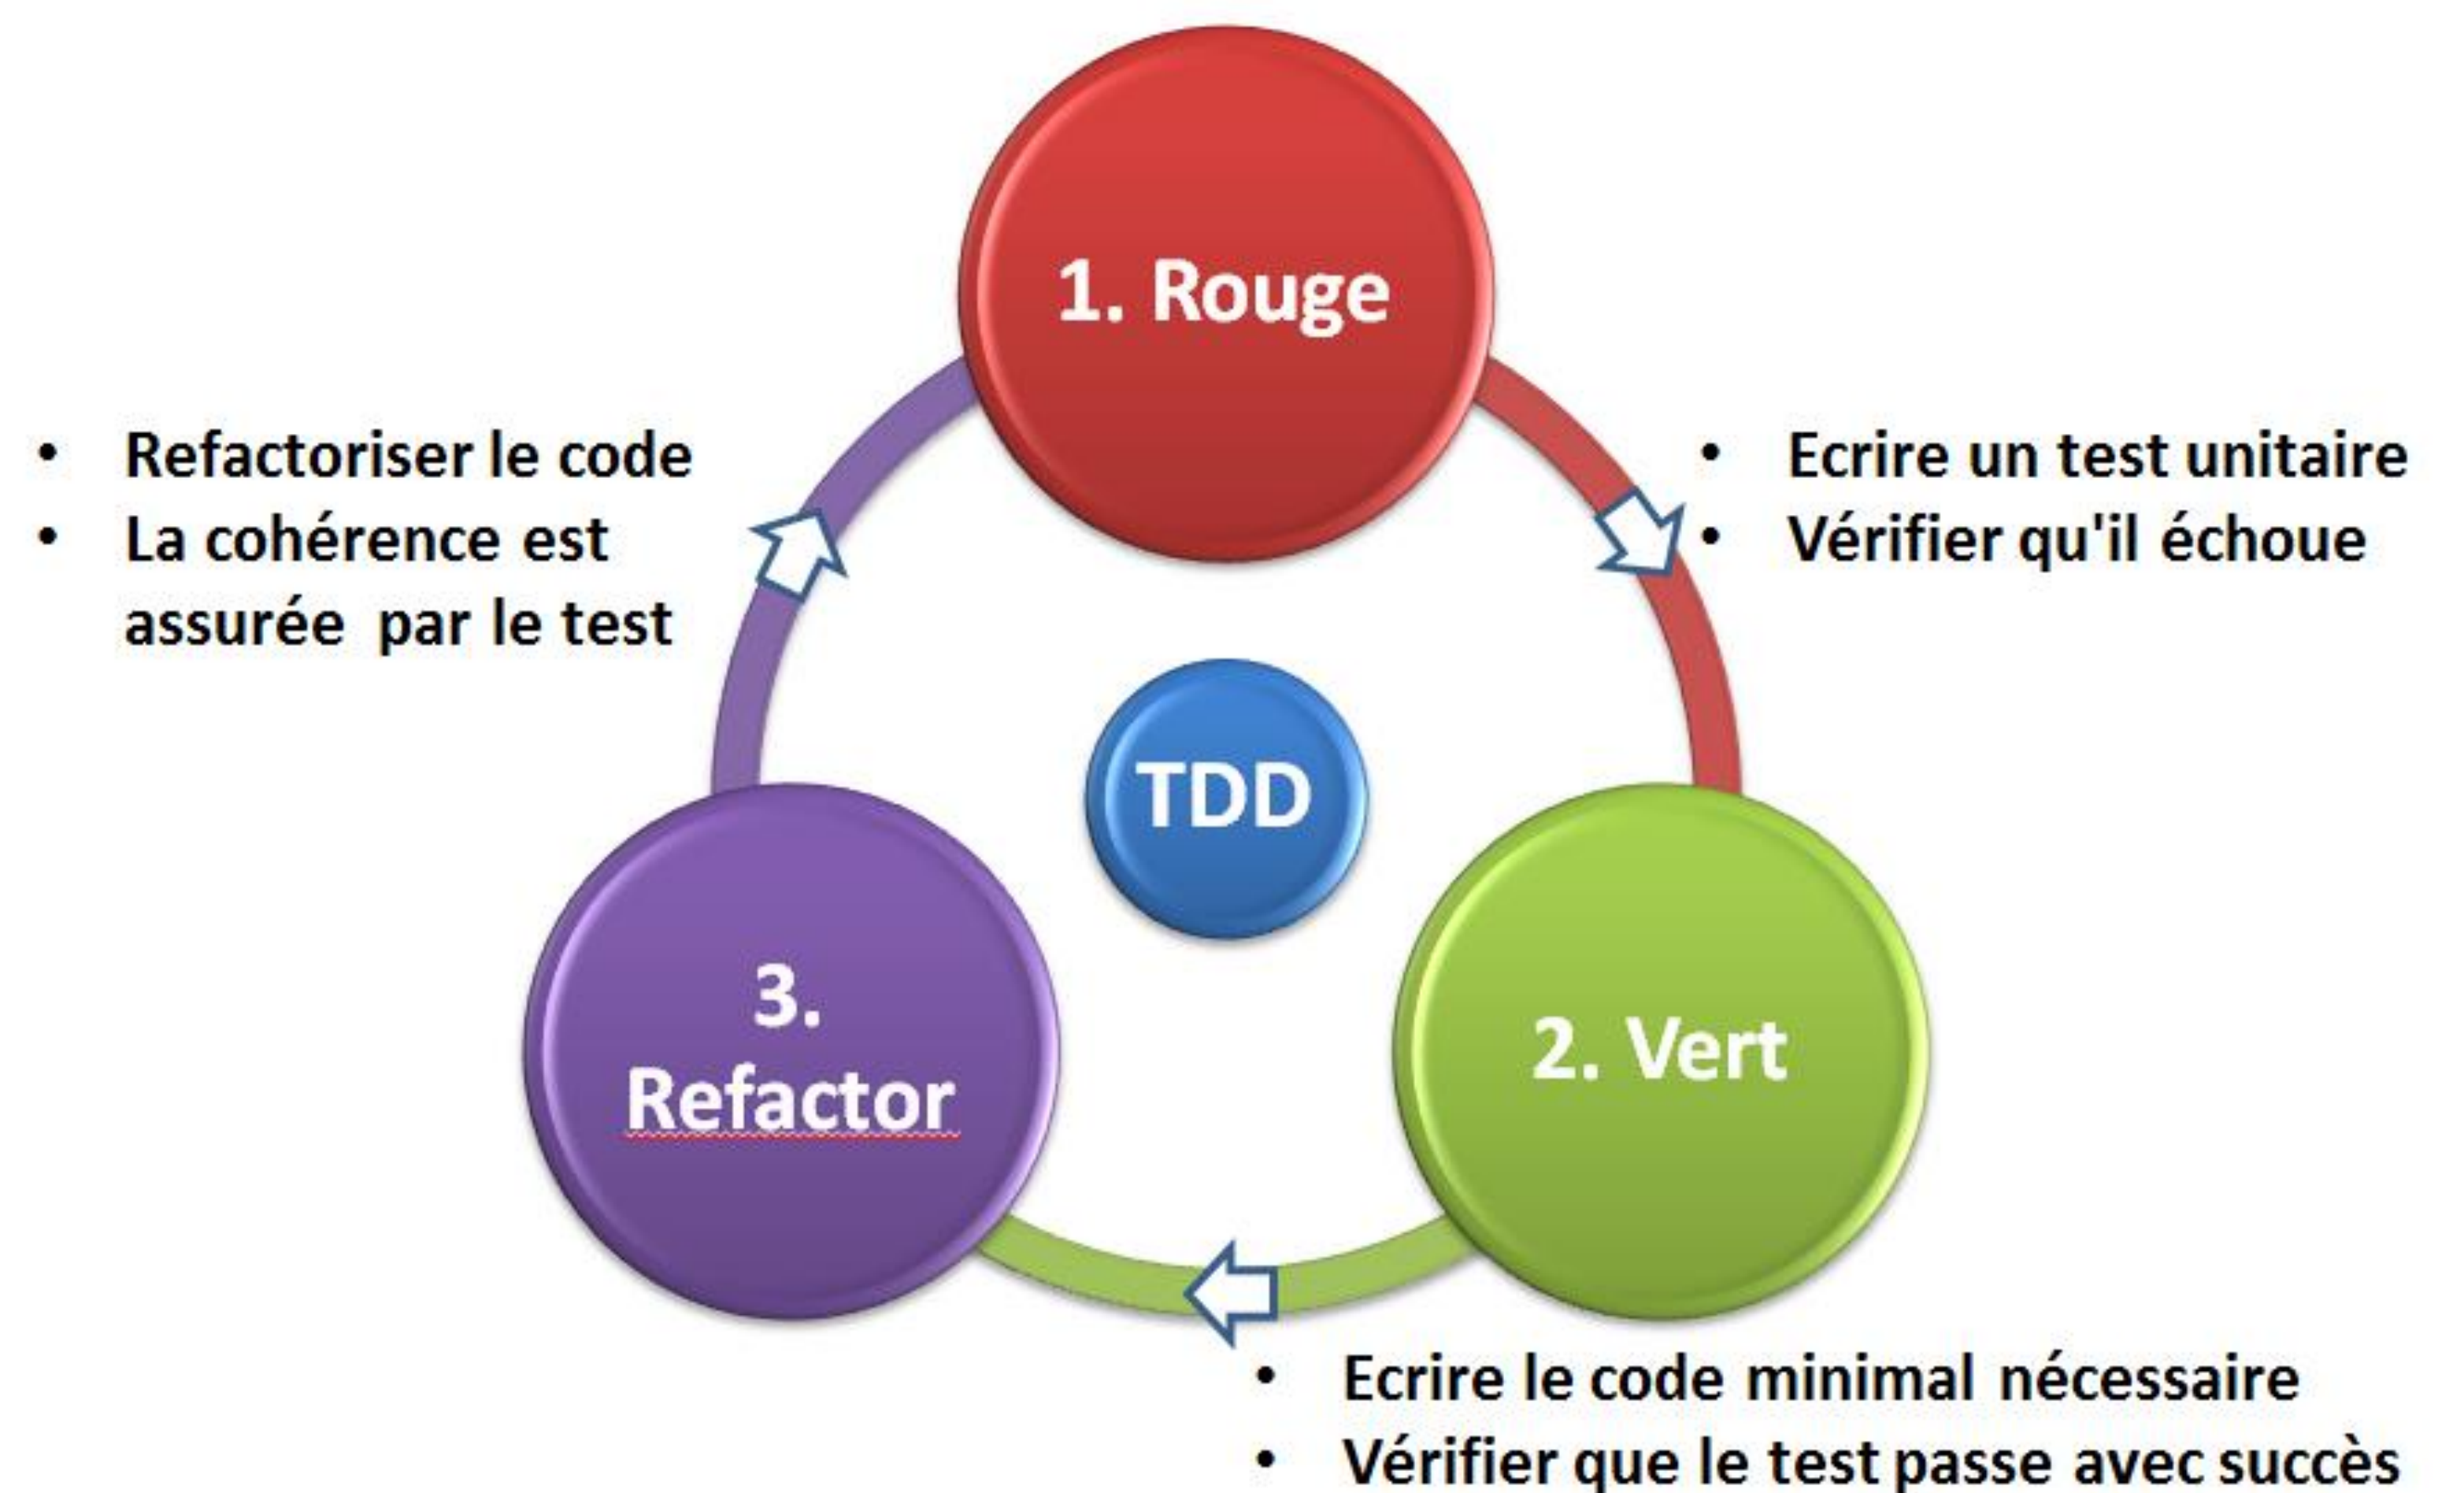 1. Rouge
• Ecrire un test unitaire
• Vérifier qu'il échoue
• Refactoriser le code
• La cohérence est
assurée par le test
TDD
2. Vert
3.
Refactor
• Ecrire le code minimal nécessaire
• Vérifier que le test passe avec succès